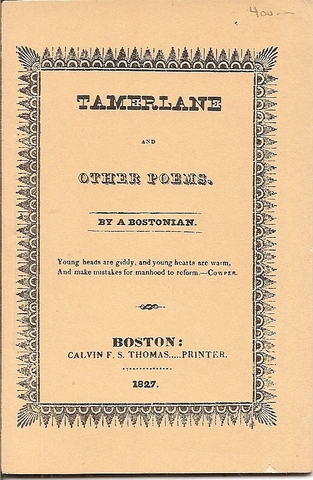 400.—
TAMERLANE
AND
OTHER POEMS.
BY A BOSTONIAN.
Young heads are giddy, and young hearts are warm,
And make mistakes for manhood to reform.—COWPER.
BOSTON:
CALVIN F. S. THOMAS.....PRINTER.
1827.